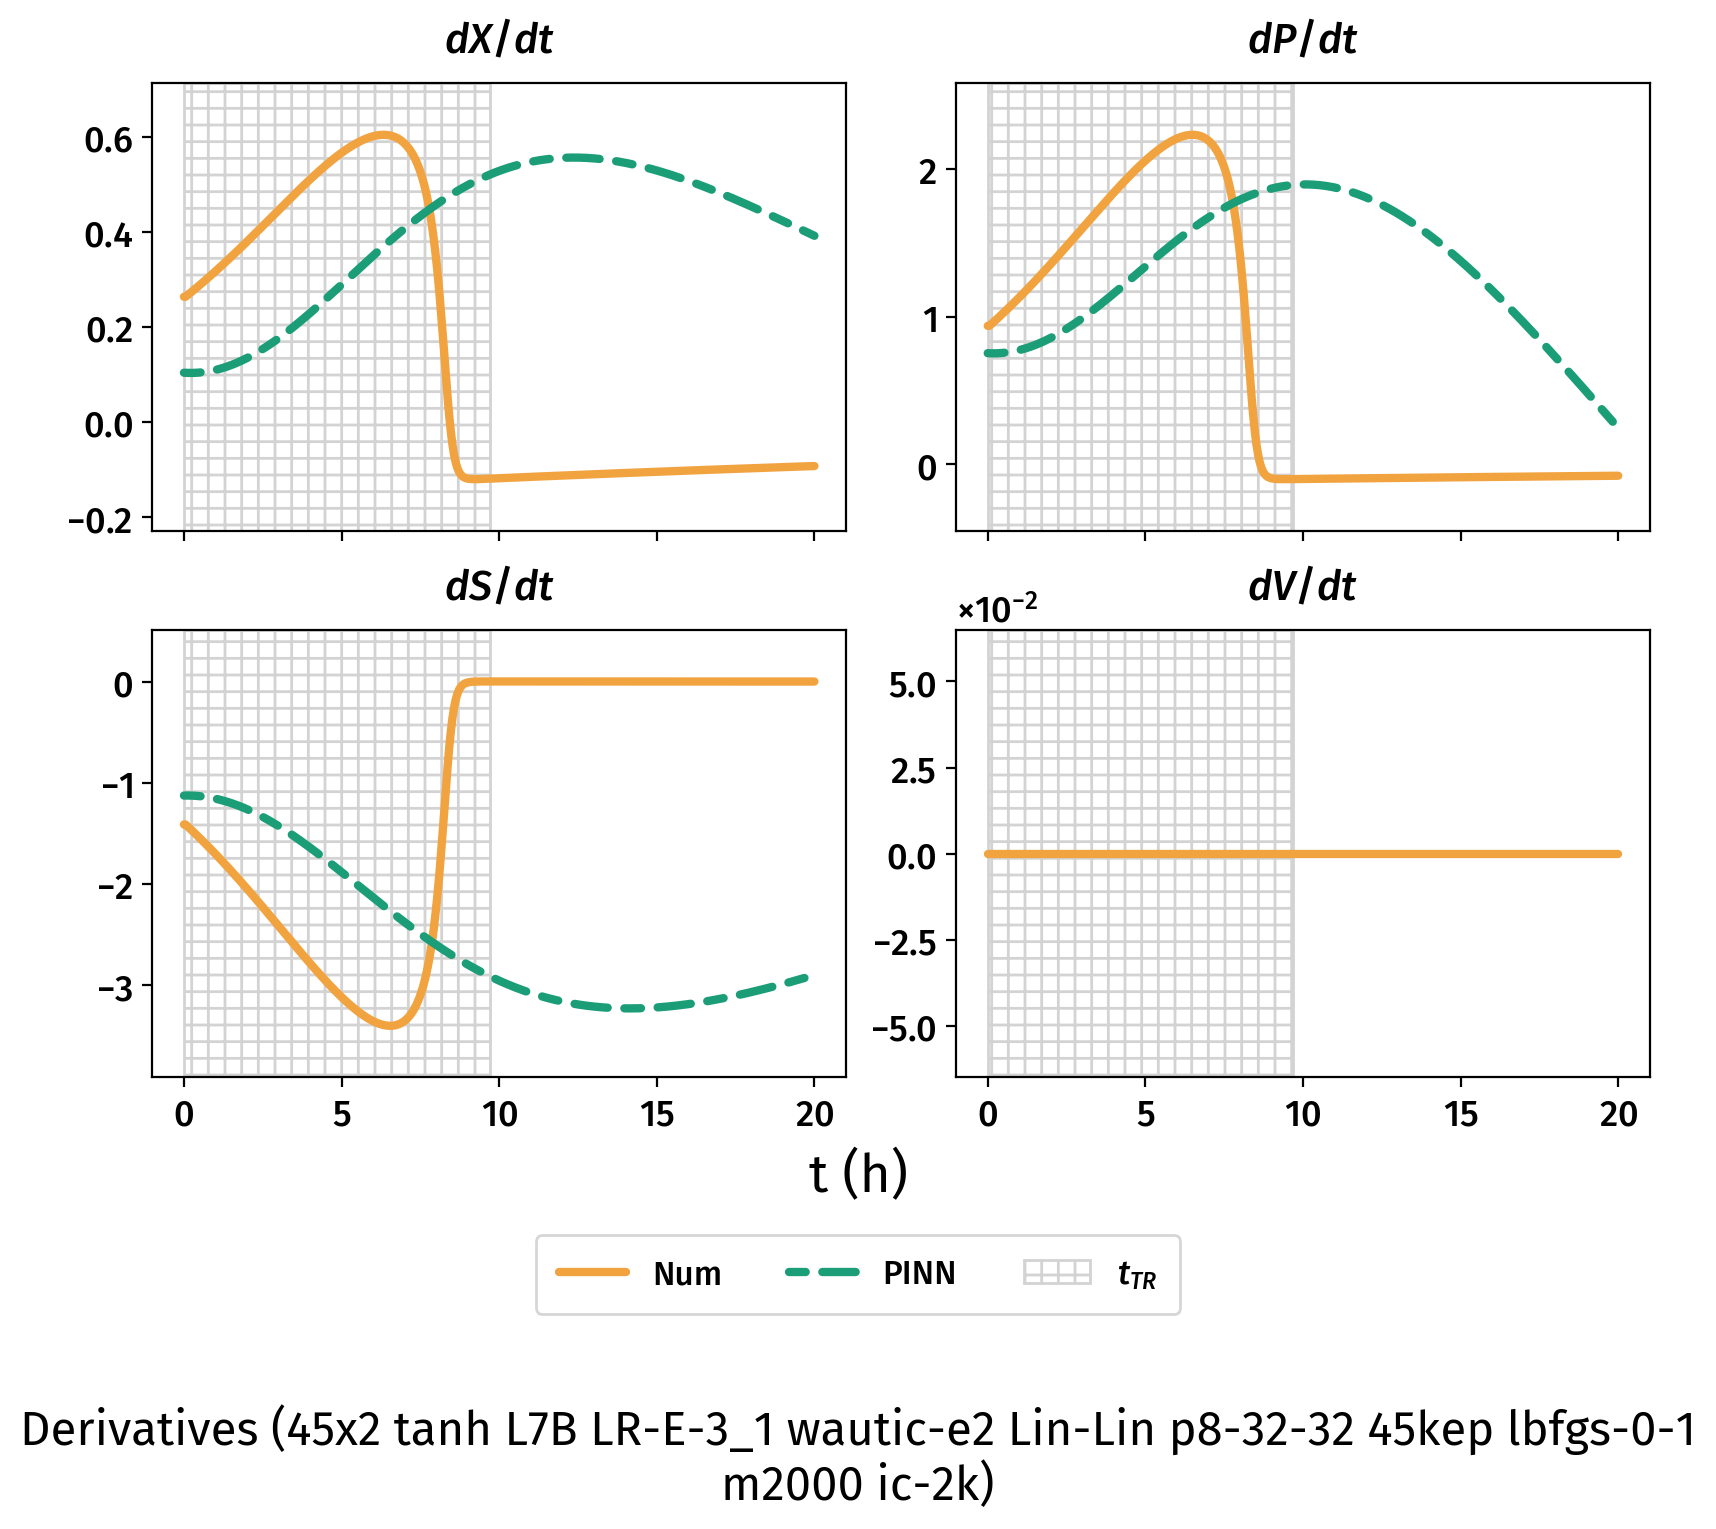 dX/dt
dP/dt
0.6
0.4
0.2
0.0
−0.2
2
1
0
dS/dt
dV/dt
×10⁻²
0
−1
−2
−3
5.0
2.5
0.0
−2.5
−5.0
0 5 10 15 20
0 5 10 15 20
t (h)
Num PINN t_TR
Derivatives (45x2 tanh L7B LR-E-3_1 wautic-e2 Lin-Lin p8-32-32 45kep lbfgs-0-1
m2000 ic-2k)